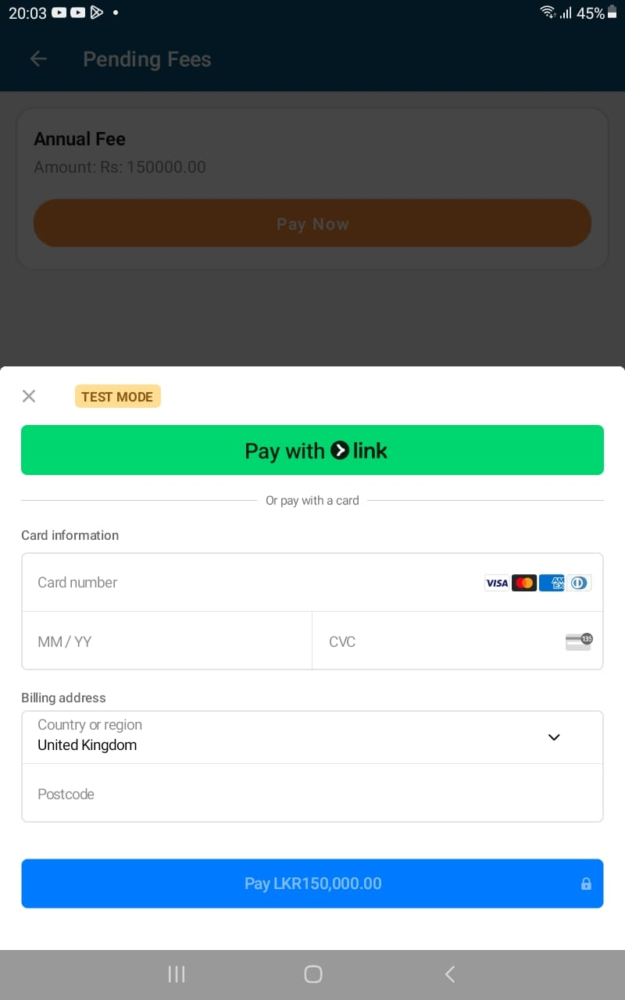 20:03
45%
Pending Fees
Annual Fee
Amount: Rs: 150000.00
Pay Now
TEST MODE
Pay with link
Or pay with a card
Card information
Card number
VISA
AM
EX
MM / YY
CVC
135
Billing address
Country or region
United Kingdom
Postcode
Pay LKR150,000.00